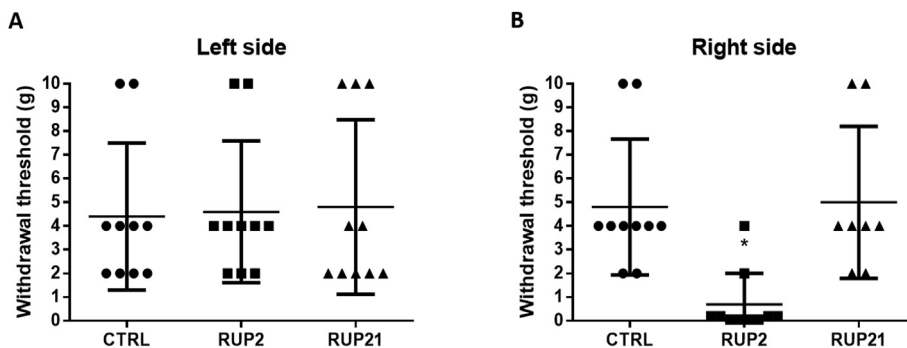 A
Left side
Withdrawal threshold (g)
10
9
8
7
6
5
4
3
2
1
0
CTRL RUP2 RUP21
B
Right side
Withdrawal threshold (g)
10
9
8
7
6
5
4
3
2
1
0
*
CTRL RUP2 RUP21